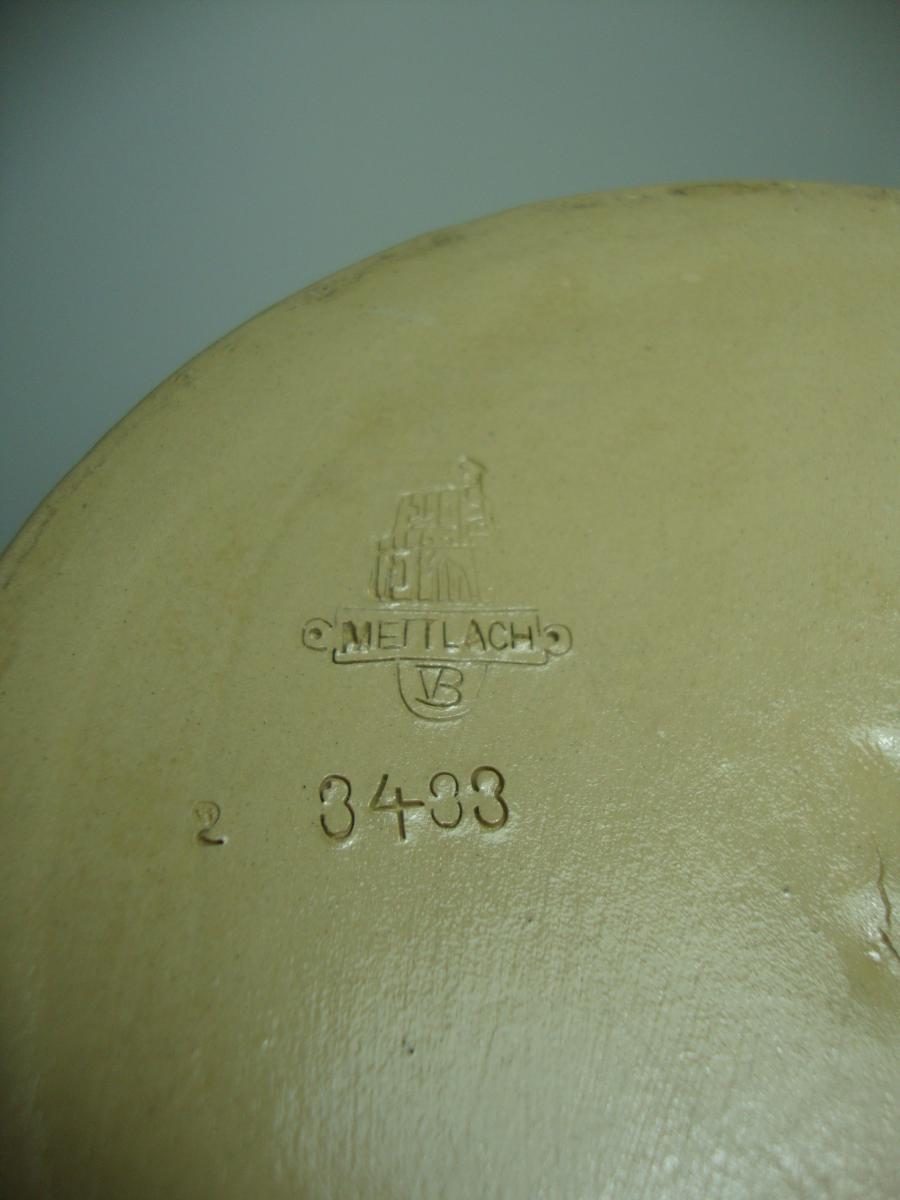 METTLACH
VB
2 3433